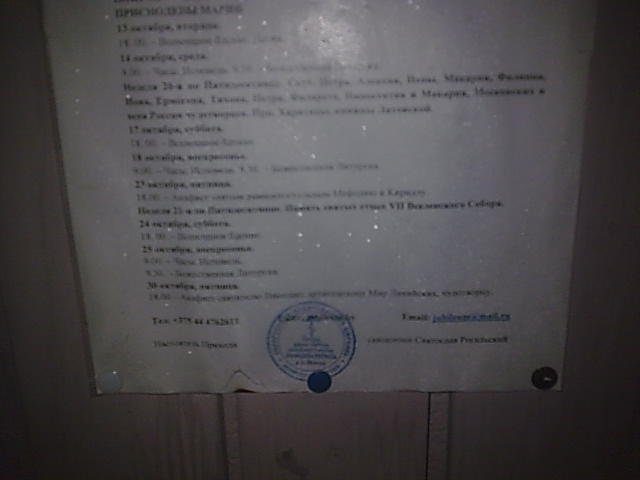 ПРИСНОДЕВЫ МАРИИ
13 октября, вторник.
18.00. – Всенощное бдение.
14 октября, среда.
9.00. – Часы. Исповедь. 9.30. – Божественная Литургия.
Неделя 20-я по Пятидесятнице. Свтт. Петра, Алексия, Ионы, Макария, Филиппа,
Иова, Ермогена, Тихона, Петра, Филарета, Иннокентия и Макария, Московских и
всея России чудотворцев. Прп. Харитины, княжны Литовской.
17 октября, суббота.
18.00. – Всенощное бдение.
18 октября, воскресенье.
9.00. – Часы. Исповедь. 9.30. – Божественная Литургия.
23 октября, пятница.
18.00. – Акафист святым равноапостольным Мефодию и Кириллу.
Неделя 21-я по Пятидесятнице. Память святых отцов VII Вселенского Собора.
24 октября, суббота.
18.00. – Всенощное бдение.
25 октября, воскресенье.
9.00. – Часы. Исповедь.
9.30. – Божественная Литургия.
30 октября, пятница.
18.00. – Акафист святителю Николаю, архиепископу Мир Ликийских, чудотворцу.
Тел: +375 44 4762617 Email: jubileum@mail.ru
Настоятель Прихода священник Святослав Рогальский